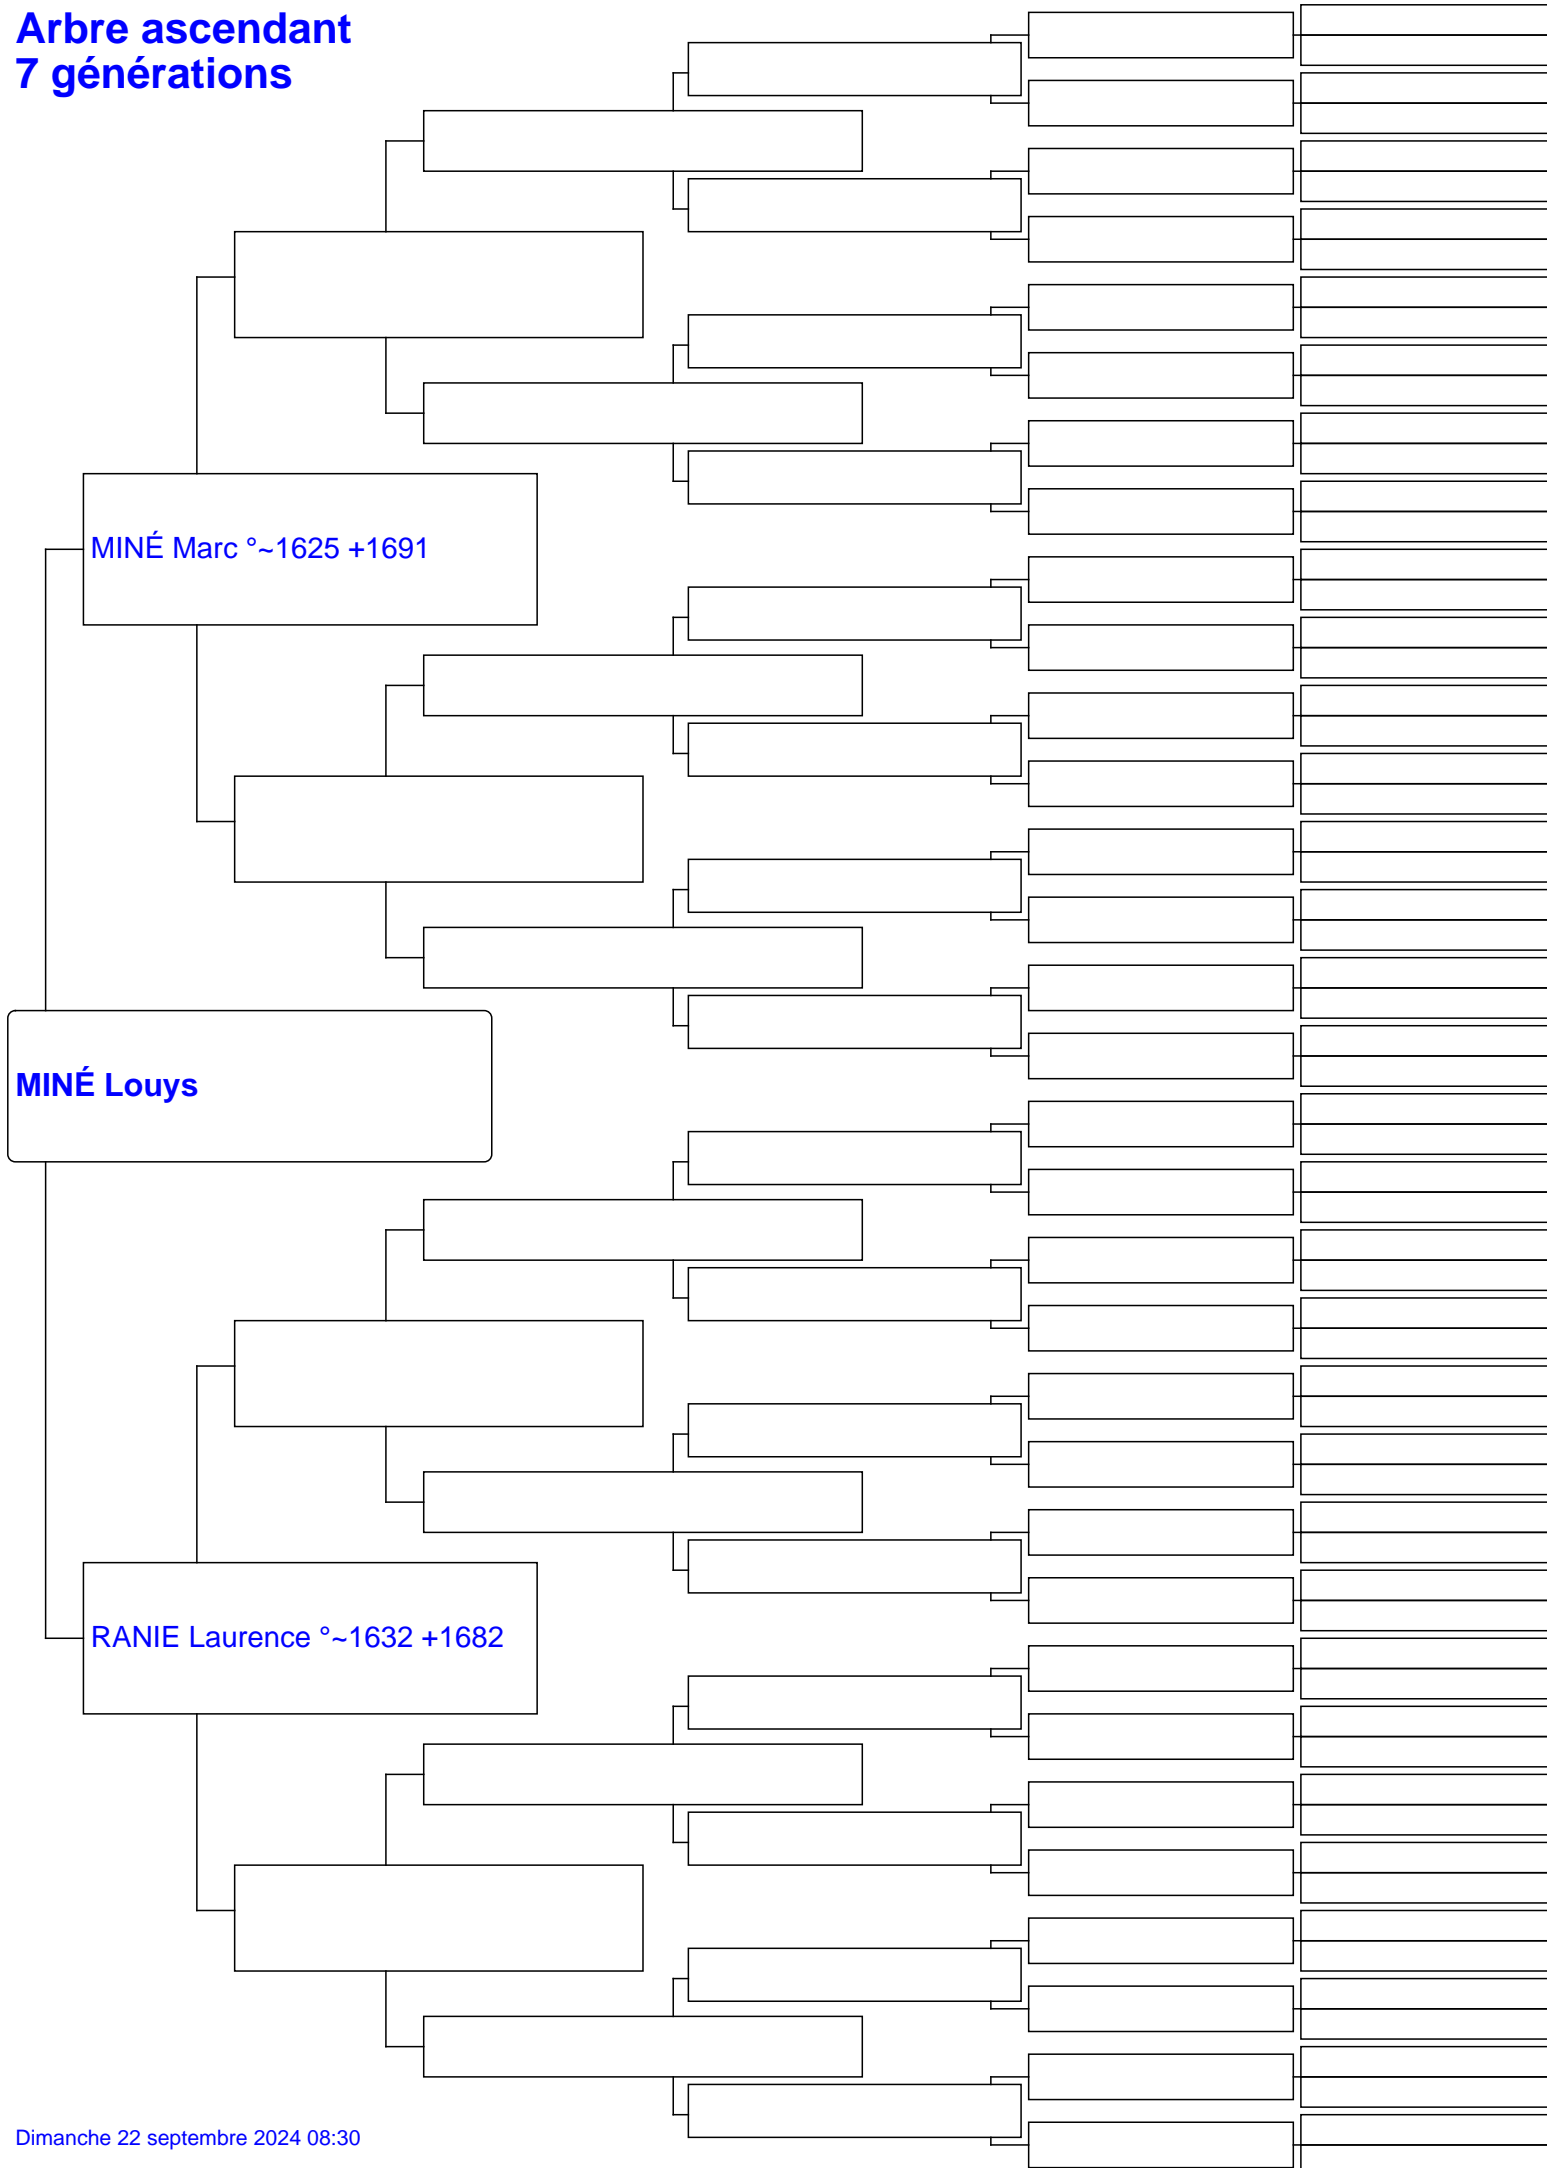 Arbre ascendant
7 générations
MINÉ Marc °~1625 +1691
MINÉ Louys
RANIE Laurence °~1632 +1682
Dimanche 22 septembre 2024 08:30